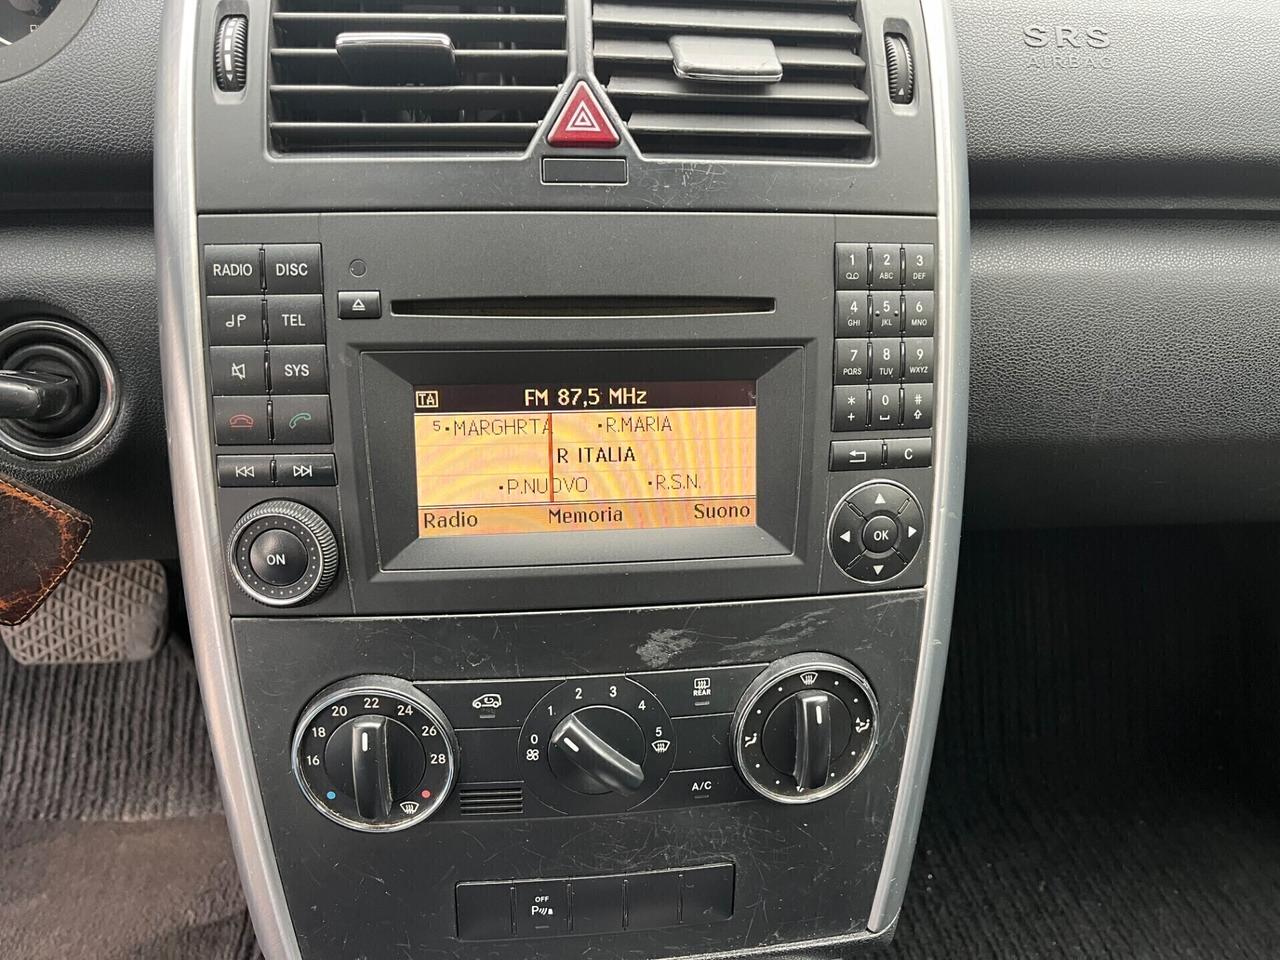 SRS
AIRBAG
RADIO DISC
TEL
SYS
ON
TA FM 87,5 MHz
5·MARGHRTA ·R.MARIA
R ITALIA
·P.NUOVO ·R.S.N.
Radio Memoria Suono
1 2 ABC 3 DEF
4 GHI 5 JKL 6 MNO
7 PQRS 8 TUV 9 WXYZ
* 0 #
+
C
OK
16 18 20 22 24 26 28
0 1 2 3 4 5
REAR
A/C
OFF
P